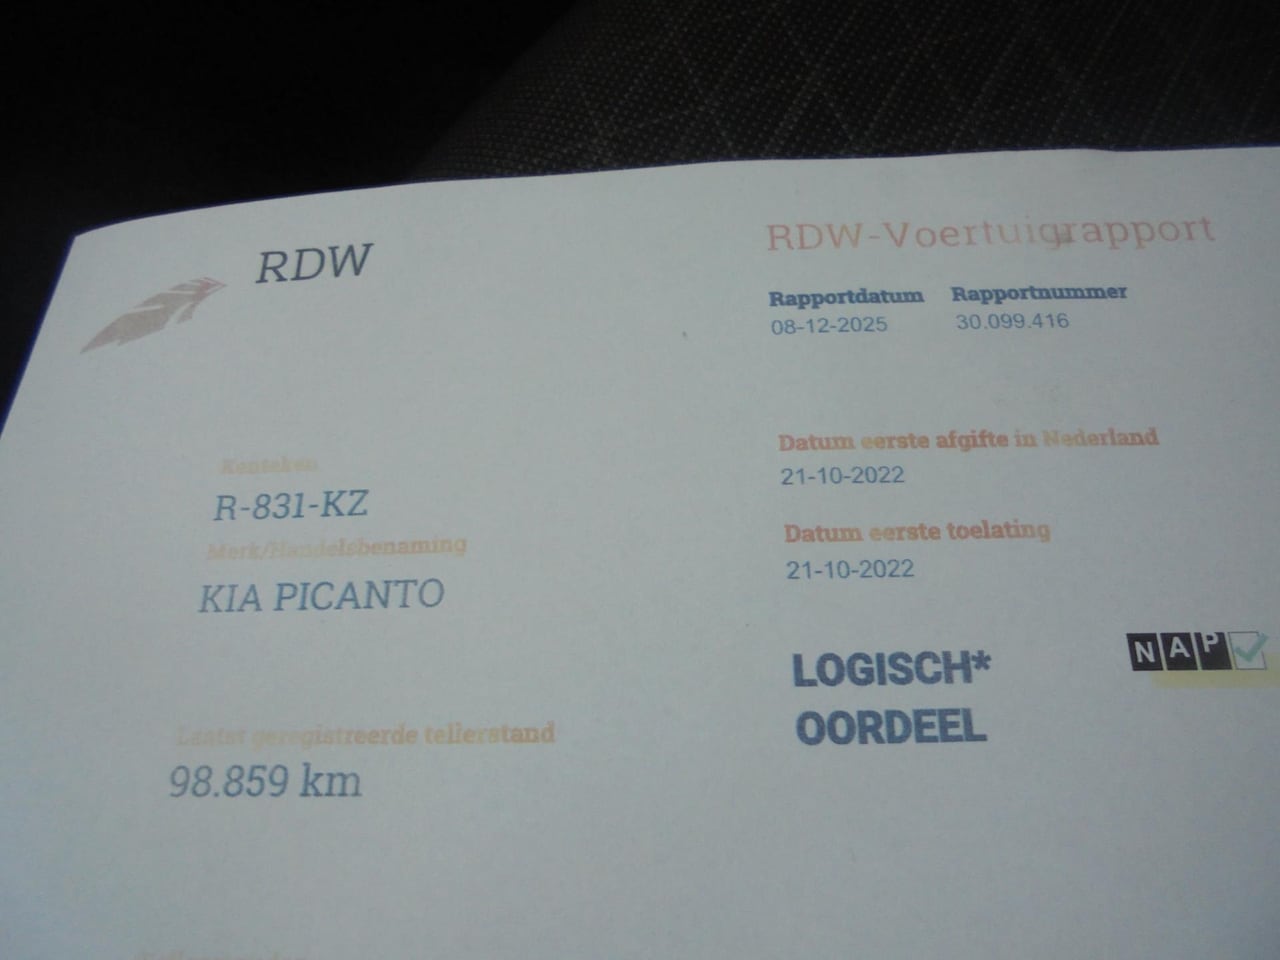 RDW
RDW-Voertuigrapport
Rapportdatum Rapportnummer
08-12-2025 30.099.416
Kenteken
R-831-KZ
Merk/Handelsbenaming
KIA PICANTO
Laatst geregistreerde tellerstand
98.859 km
Datum eerste afgifte in Nederland
21-10-2022
Datum eerste toelating
21-10-2022
LOGISCH*
OORDEEL
NAP